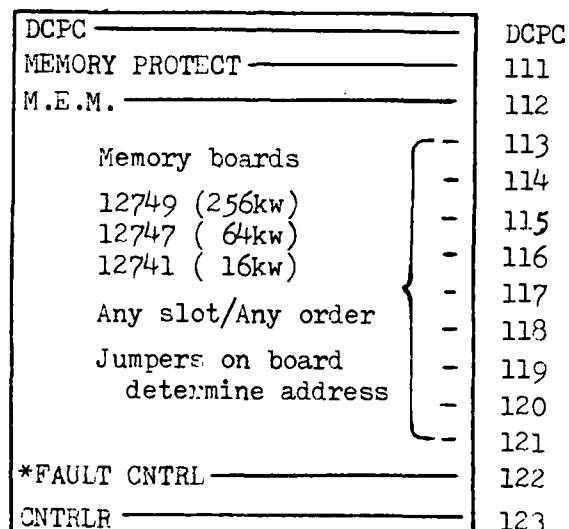 DCPC DCPC
MEMORY PROTECT 111
M.E.M. 112
113
Memory boards
114
12749 (256kw) 115
12747 ( 64kw)
12741 ( 16kw) 116
117
Any slot/Any order 118
Jumpers on board 119
determine address 120
121
*FAULT CNTRL 122
CNTRLR 123